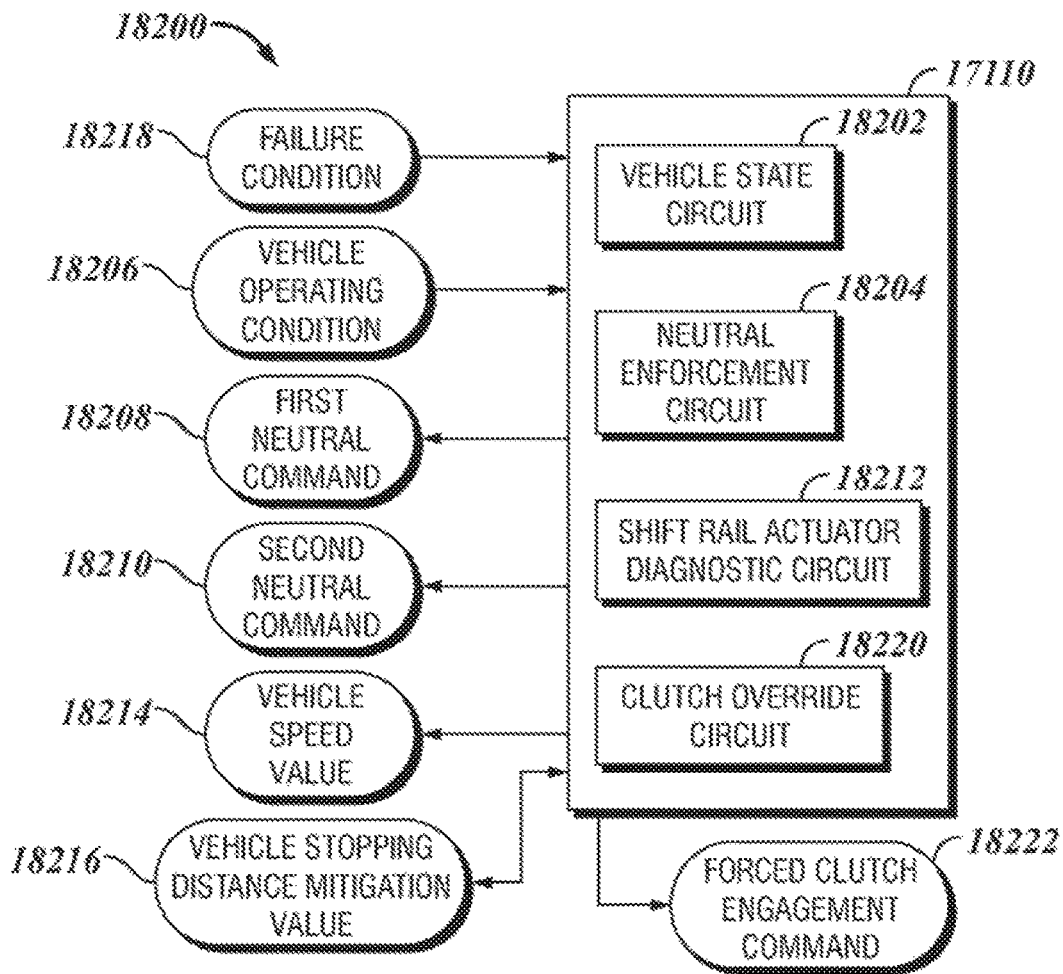 18200
17110
18218
FAILURE
CONDITION
18202
VEHICLE STATE
CIRCUIT
18206
VEHICLE
OPERATING
CONDITION
18204
NEUTRAL
ENFORCEMENT
CIRCUIT
18208
FIRST
NEUTRAL
COMMAND
18212
SHIFT RAIL ACTUATOR
DIAGNOSTIC CIRCUIT
18210
SECOND
NEUTRAL
COMMAND
18220
CLUTCH OVERRIDE
CIRCUIT
18214
VEHICLE
SPEED
VALUE
18216
VEHICLE STOPPING
DISTANCE MITIGATION
VALUE
18222
FORCED CLUTCH
ENGAGEMENT
COMMAND